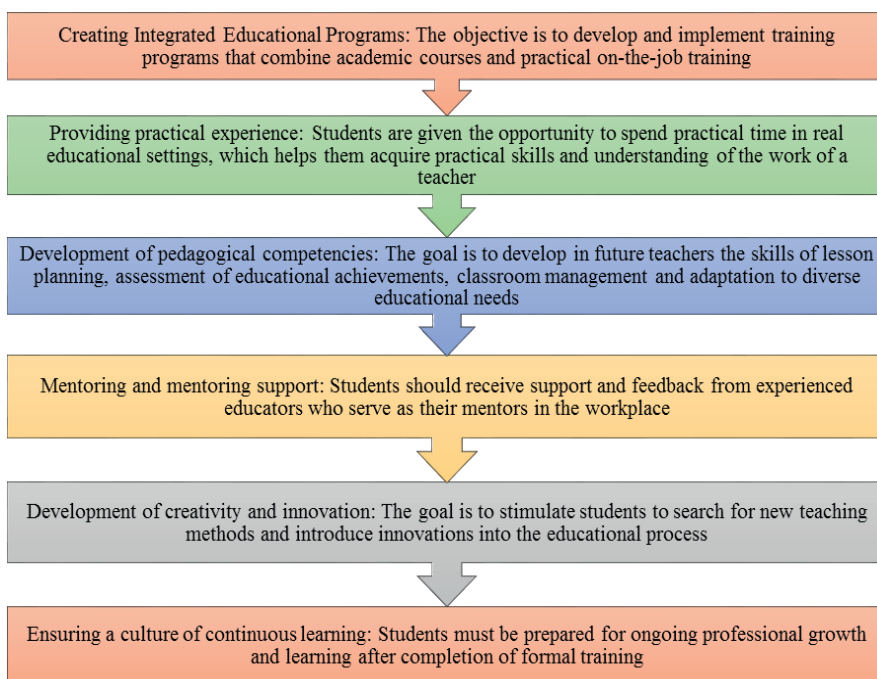 Creating Integrated Educational Programs: The objective is to develop and implement training
programs that combine academic courses and practical on-the-job training
Providing practical experience: Students are given the opportunity to spend practical time in real
educational settings, which helps them acquire practical skills and understanding of the work of a
teacher
Development of pedagogical competencies: The goal is to develop in future teachers the skills of lesson
planning, assessment of educational achievements, classroom management and adaptation to diverse
educational needs
Mentoring and mentoring support: Students should receive support and feedback from experienced
educators who serve as their mentors in the workplace
Development of creativity and innovation: The goal is to stimulate students to search for new teaching
methods and introduce innovations into the educational process
Ensuring a culture of continuous learning: Students must be prepared for ongoing professional growth
and learning after completion of formal training